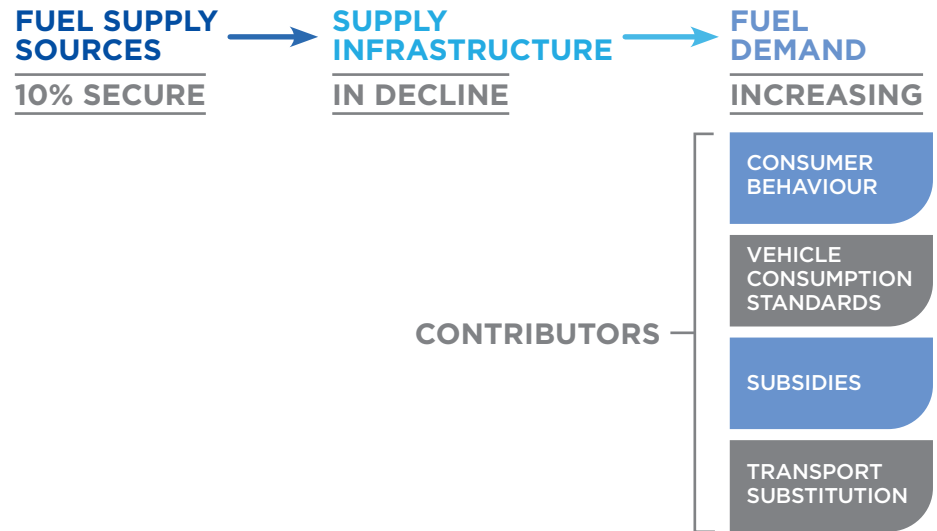 FUEL SUPPLY
SOURCES
10% SECURE
SUPPLY
INFRASTRUCTURE
IN DECLINE
FUEL
DEMAND
INCREASING
CONTRIBUTORS
CONSUMER
BEHAVIOUR
VEHICLE
CONSUMPTION
STANDARDS
SUBSIDIES
TRANSPORT
SUBSTITUTION